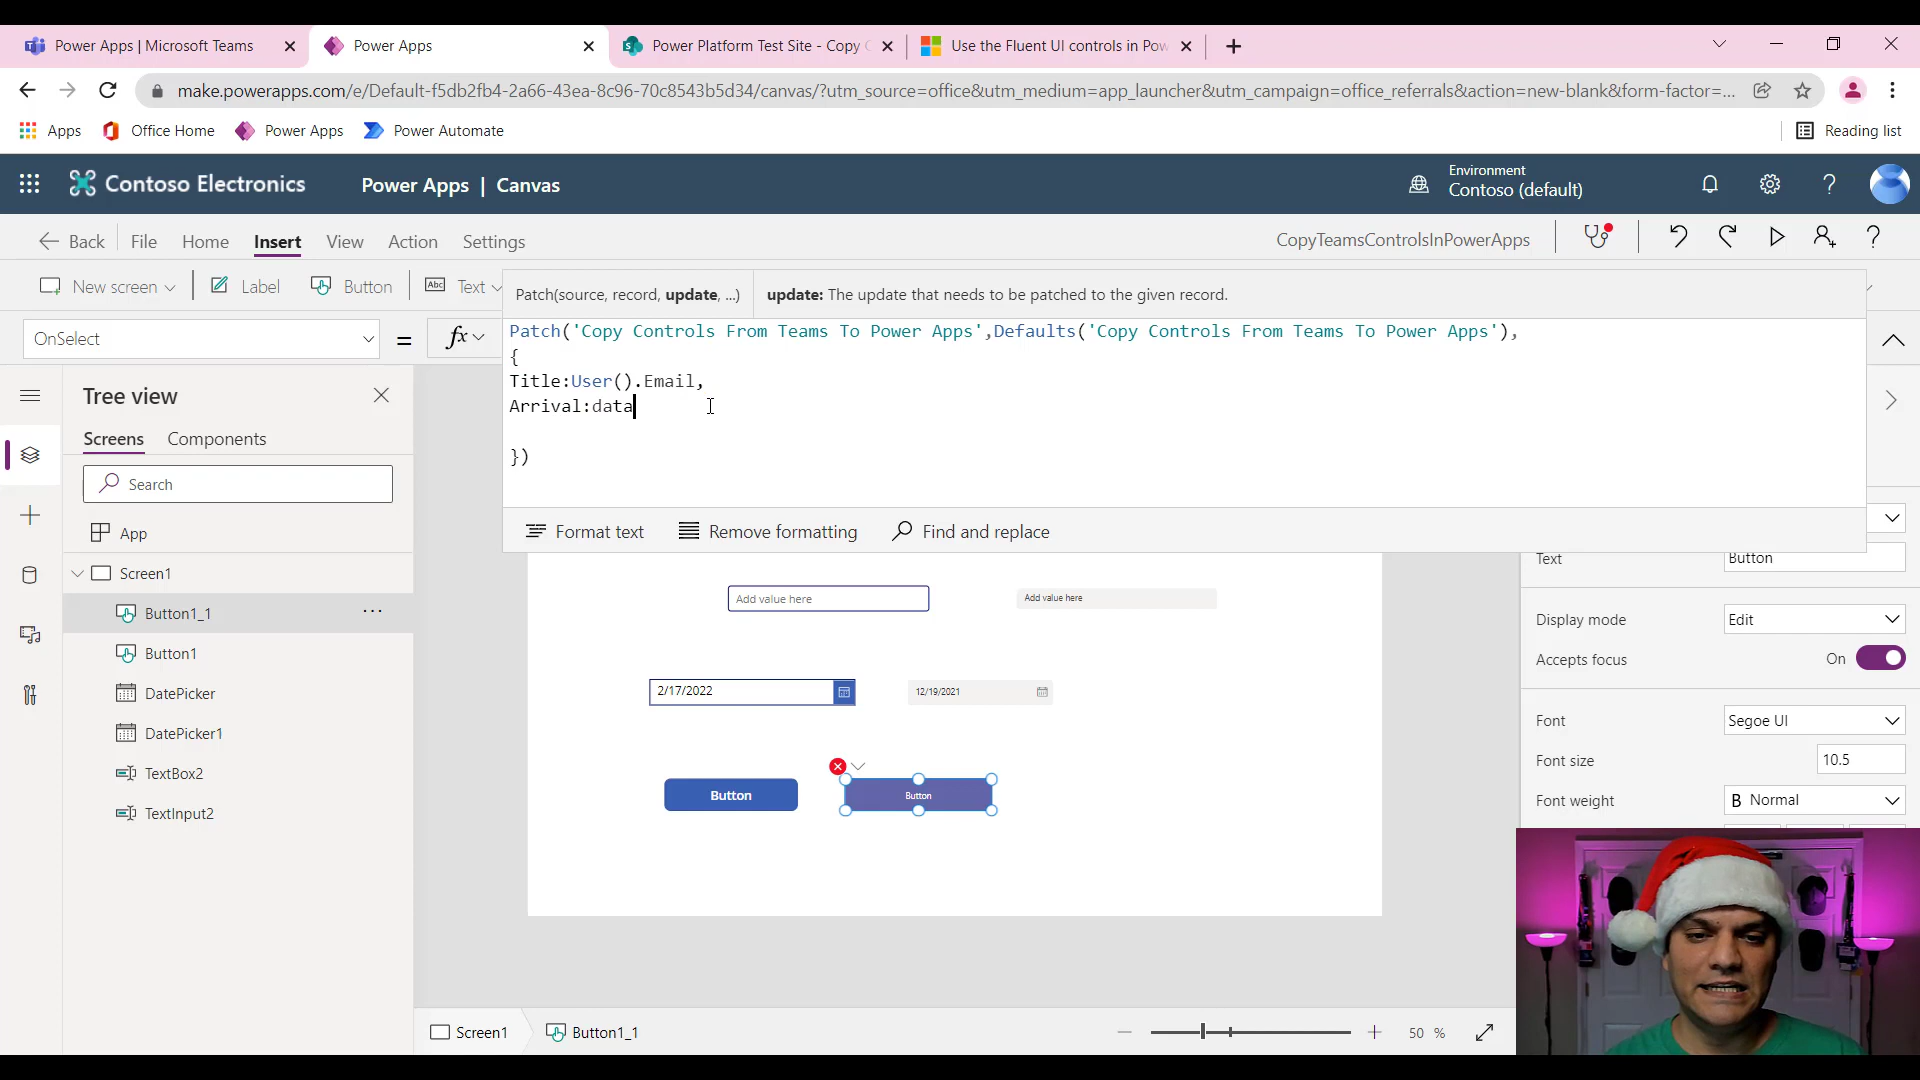 Power Apps | Microsoft Teams
Power Apps
Power Platform Test Site - Copy C
Use the Fluent UI controls in Pow
make.powerapps.com/e/Default-f5db2fb4-2a66-43ea-8c96-70c8543b5d34/canvas/?utm_source=office&utm_medium=app_launcher&utm_campaign=office_referrals&action=new-blank&form-factor=...
Apps
Office Home
Power Apps
Power Automate
Reading list
Contoso Electronics
Power Apps | Canvas
Environment
Contoso (default)
Back
File
Home
Insert
View
Action
Settings
CopyTeamsControlsInPowerApps
New screen
Label
Button
Abc Text
Patch(source, record, update, ...)
update: The update that needs to be patched to the given record.
OnSelect
=
fx
Patch('Copy Controls From Teams To Power Apps',Defaults('Copy Controls From Teams To Power Apps'),
{
Title:User().Email,
Arrival:data
})
Format text
Remove formatting
Find and replace
Tree view
Screens
Components
Search
App
Screen1
Button1_1
Button1
DatePicker
DatePicker1
TextBox2
TextInput2
Add value here
Add value here
2/17/2022
12/19/2021
Button
Button
Text
Button
Display mode
Edit
Accepts focus
On
Font
Segoe UI
Font size
10.5
Font weight
B Normal
Screen1
Button1_1
50 %